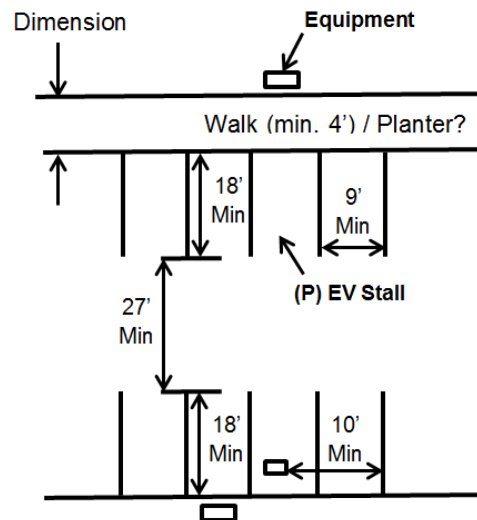 Dimension
Equipment
Walk (min. 4') / Planter?
18'
Min
9'
Min
(P) EV Stall
27'
Min
18'
Min
10'
Min